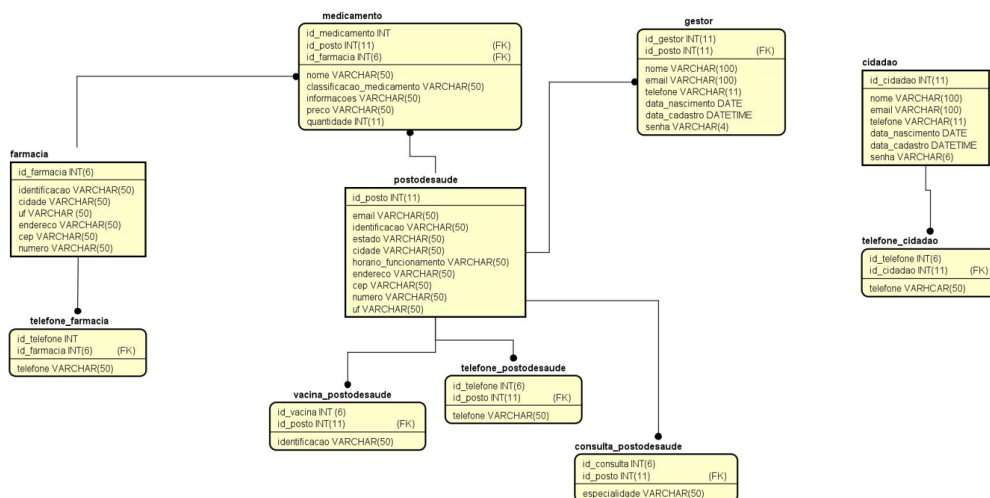 medicamento
id_medicamento INT
id_posto INT(11) (FK)
id_farmacia INT(6) (FK)
nome VARCHAR(50)
classificacao_medicamento VARCHAR(50)
informacoes VARCHAR(50)
preco VARCHAR(50)
quantidade INT(11)
gestor
id_gestor INT(11)
id_posto INT(11) (FK)
nome VARCHAR(100)
email VARCHAR(100)
telefone VARCHAR(11)
data_nascimento DATE
data_cadastro DATETIME
senha VARCHAR(4)
cidadao
id_cidadao INT(11)
nome VARCHAR(100)
email VARCHAR(100)
telefone VARCHAR(11)
data_nascimento DATE
data_cadastro DATETIME
senha VARCHAR(6)
farmacia
id_farmacia INT(6)
identificacao VARCHAR(50)
cidade VARCHAR(50)
uf VARCHAR (50)
endereco VARCHAR(50)
cep VARCHAR(50)
numero VARCHAR(50)
postodesaude
id_posto INT(11)
email VARCHAR(50)
identificacao VARCHAR(50)
estado VARCHAR(50)
cidade VARCHAR(50)
horario_funcionamento VARCHAR(50)
endereco VARCHAR(50)
cep VARCHAR(50)
numero VARCHAR(50)
uf VARCHAR(50)
telefone_cidadao
id_telefone INT(6)
id_cidadao INT(11) (FK)
telefone VARHCAR(50)
telefone_farmacia
id_telefone INT
id_farmacia INT(6) (FK)
telefone VARCHAR(50)
vacina_postodesaude
id_vacina INT (6)
id_posto INT(11) (FK)
identificacao VARCHAR(50)
telefone_postodesaude
id_telefone INT(6)
id_posto INT(11) (FK)
telefone VARCHAR(50)
consulta_postodesaude
id_consulta INT(6)
id_posto INT(11) (FK)
especialidade VARCHAR(50)